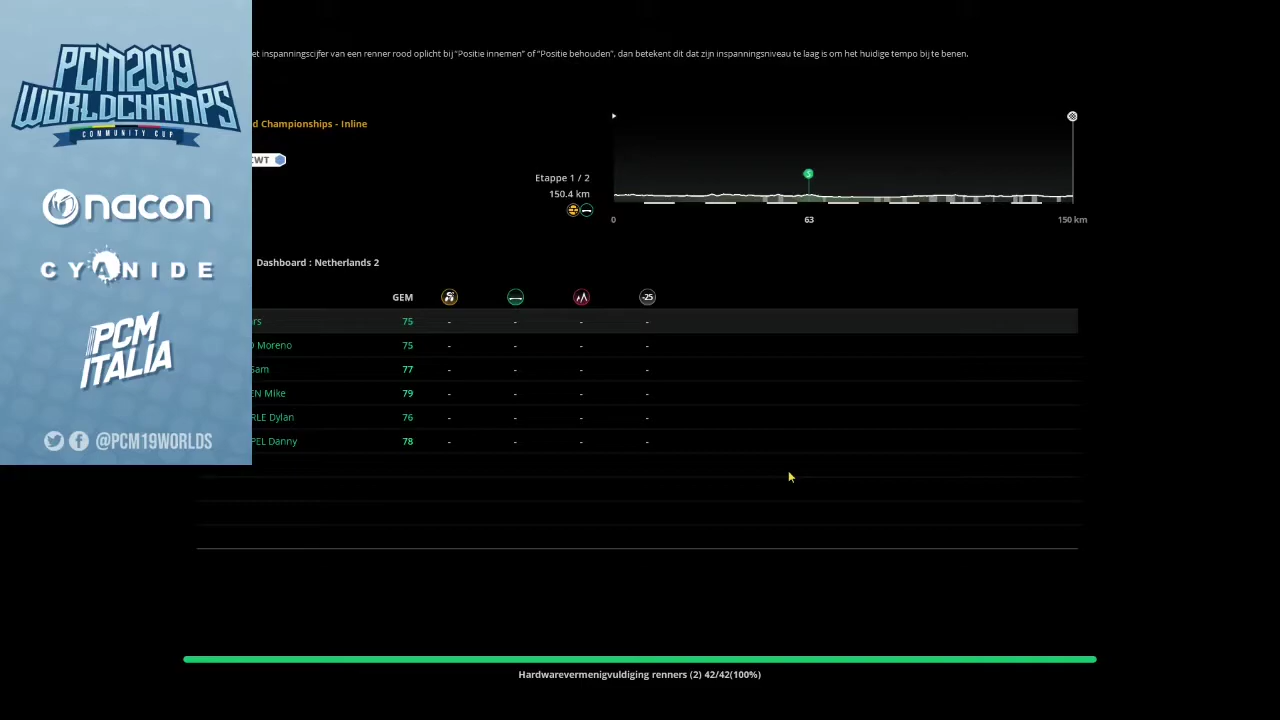 PCM2019
WORLDCHAMPS
COMMUNITY CUP
nacon
CYANIDE
PCM
ITALIA
@PCM19WORLDS
et inspanningscijfer van een renner rood oplicht bij "Positie innemen" of "Positie behouden", dan betekent dit dat zijn inspanningsniveau te laag is om het huidige tempo bij te benen.
d Championships - Inline
CWT
Etappe 1 / 2
150.4 km
S
0
63
150 km
Dashboard : Netherlands 2
GEM
-25
rs 75 - - - -
O Moreno 75 - - - -
Sam 77 - - - -
EN Mike 79 - - - -
RLE Dylan 76 - - - -
PEL Danny 78 - - - -
Hardwarevermenigvuldiging renners (2) 42/42(100%)